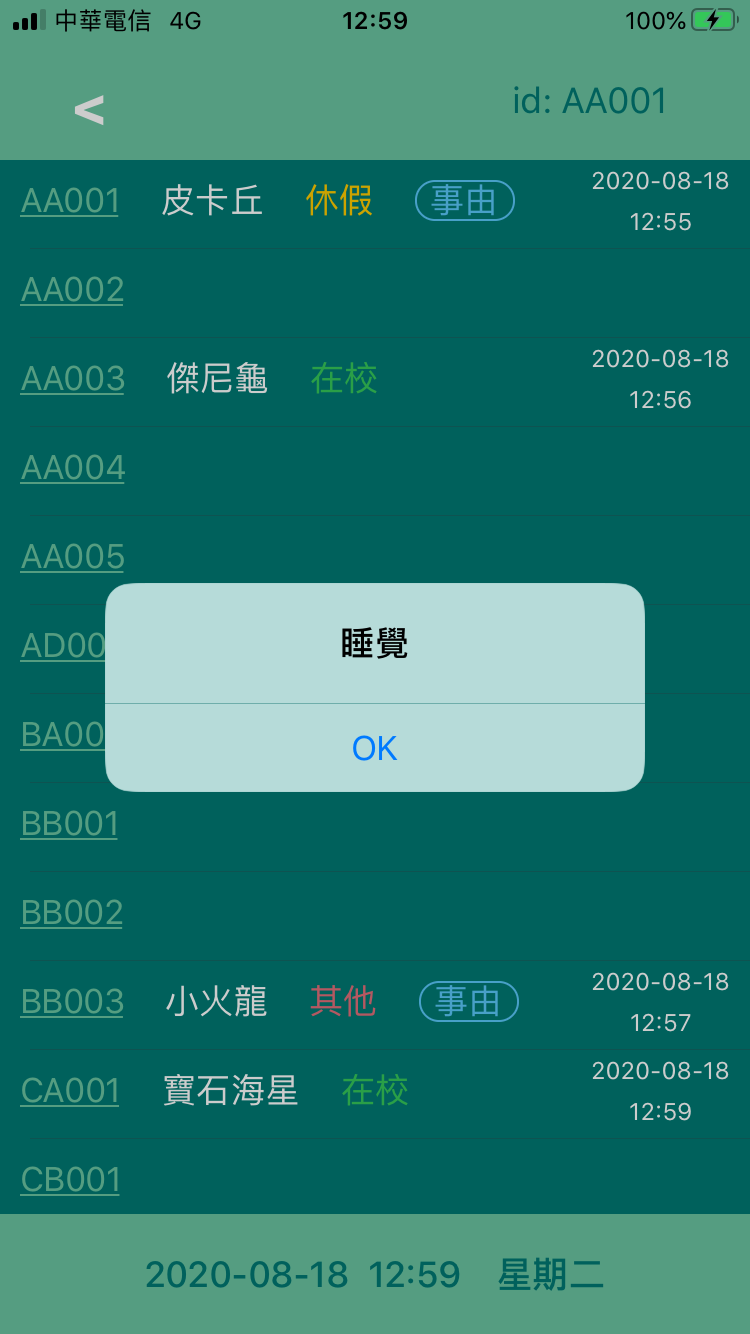 中華電信 4G 12:59 100%
< id: AA001
AA001 皮卡丘 休假 事由 2020-08-18 12:55
AA002
AA003 傑尼龜 在校 2020-08-18 12:56
AA004
AA005
AD00
睡覺
BA00
OK
BB001
BB002
BB003 小火龍 其他 事由 2020-08-18 12:57
CA001 寶石海星 在校 2020-08-18 12:59
CB001
2020-08-18 12:59 星期二